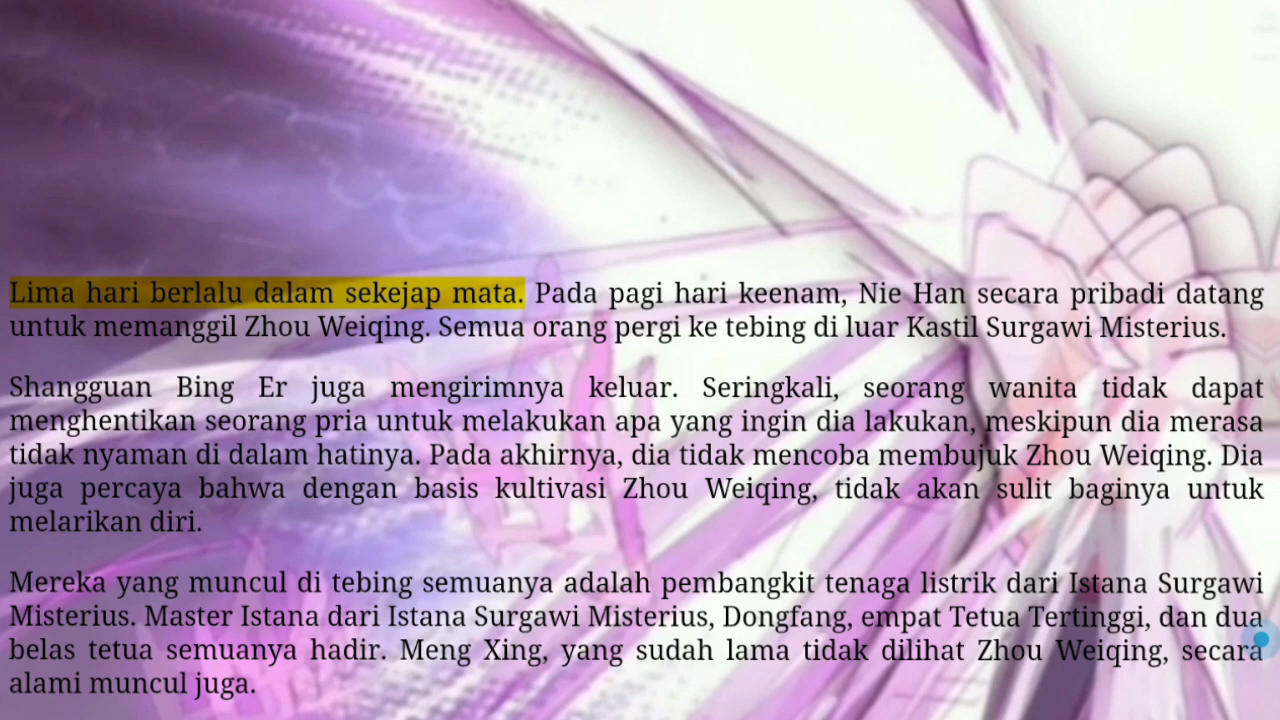 Lima hari berlalu dalam sekejap mata. Pada pagi hari keenam, Nie Han secara pribadi datang
untuk memanggil Zhou Weiqing. Semua orang pergi ke tebing di luar Kastil Surgawi Misterius.
Shangguan Bing Er juga mengirimnya keluar. Seringkali, seorang wanita tidak dapat
menghentikan seorang pria untuk melakukan apa yang ingin dia lakukan, meskipun dia merasa
tidak nyaman di dalam hatinya. Pada akhirnya, dia tidak mencoba membujuk Zhou Weiqing. Dia
juga percaya bahwa dengan basis kultivasi Zhou Weiqing, tidak akan sulit baginya untuk
melarikan diri.
Mereka yang muncul di tebing semuanya adalah pembangkit tenaga listrik dari Istana Surgawi
Misterius. Master Istana dari Istana Surgawi Misterius, Dongfang, empat Tetua Tertinggi, dan dua
belas tetua semuanya hadir. Meng Xing, yang sudah lama tidak dilihat Zhou Weiqing, secara
alami muncul juga.